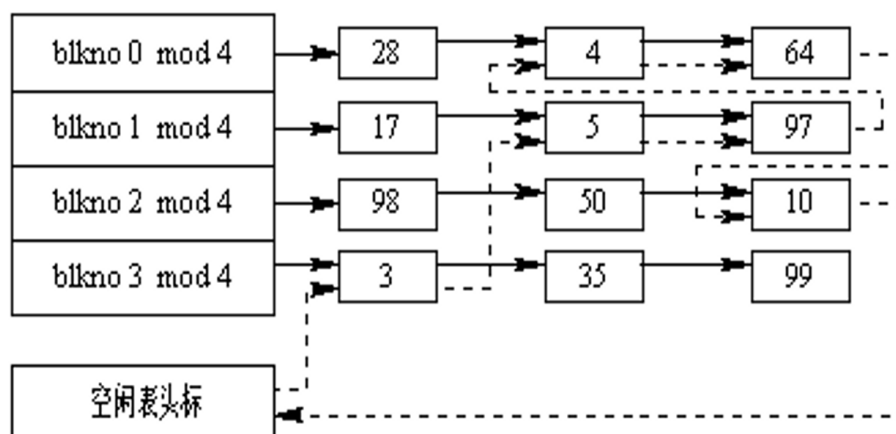 blkno 0 mod 4 28 4 64
blkno 1 mod 4 17 5 97
blkno 2 mod 4 98 50 10
blkno 3 mod 4 3 35 99
空闲表头标